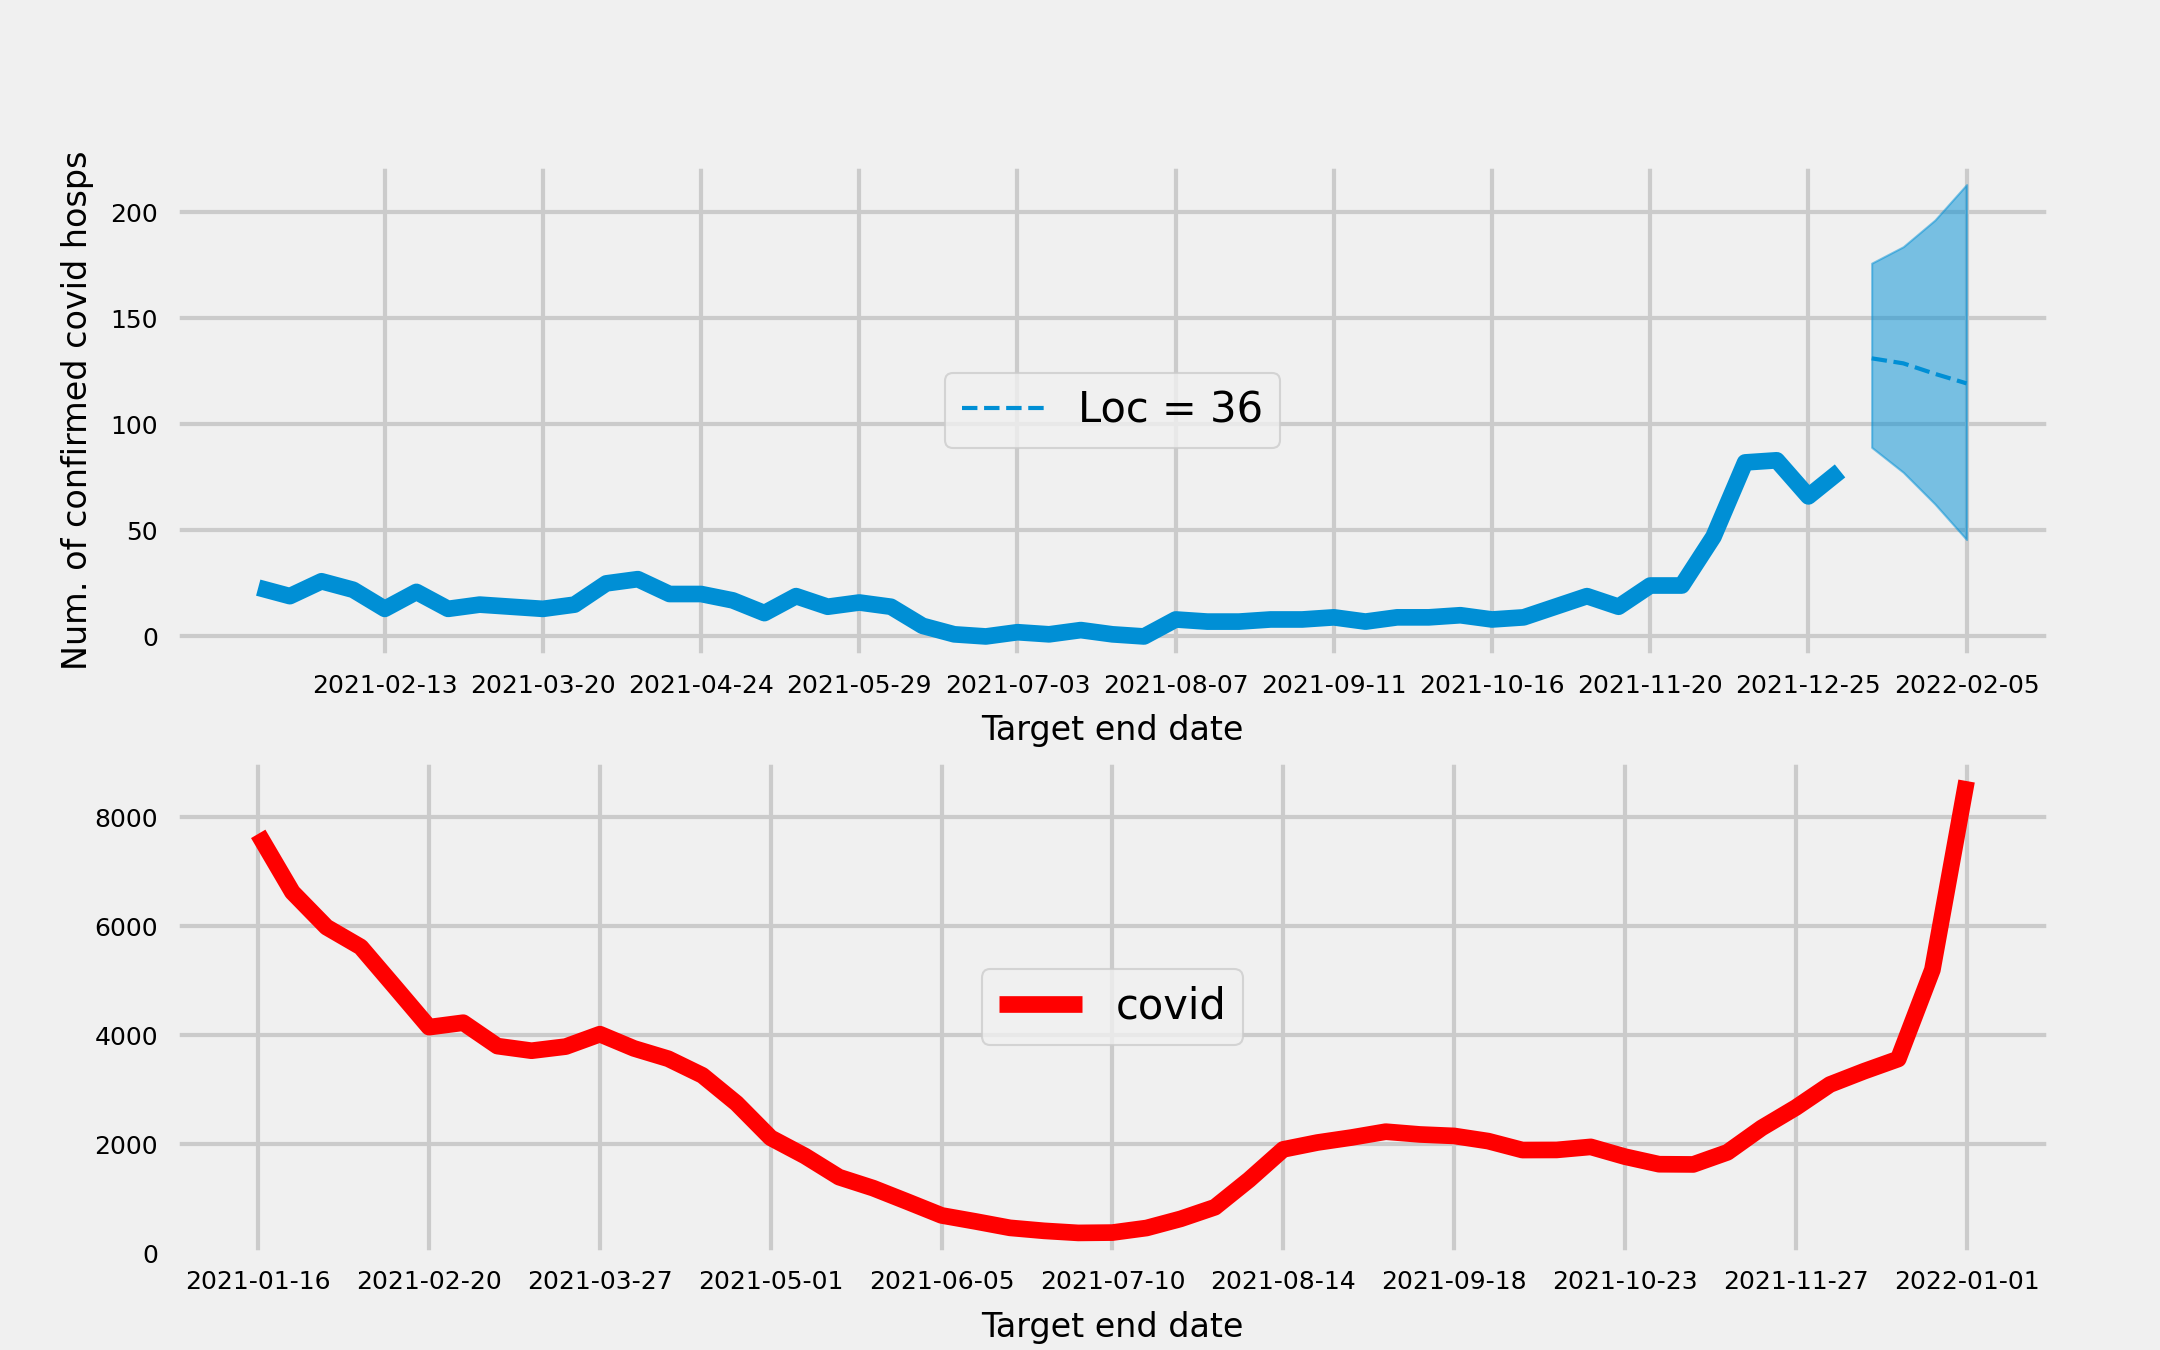 Num. of confirmed covid hosps
200
150
100
50
0
Loc = 36
2021-02-13 2021-03-20 2021-04-24 2021-05-29 2021-07-03 2021-08-07 2021-09-11 2021-10-16 2021-11-20 2021-12-25 2022-02-05
Target end date
8000
6000
4000
2000
0
covid
2021-01-16 2021-02-20 2021-03-27 2021-05-01 2021-06-05 2021-07-10 2021-08-14 2021-09-18 2021-10-23 2021-11-27 2022-01-01
Target end date